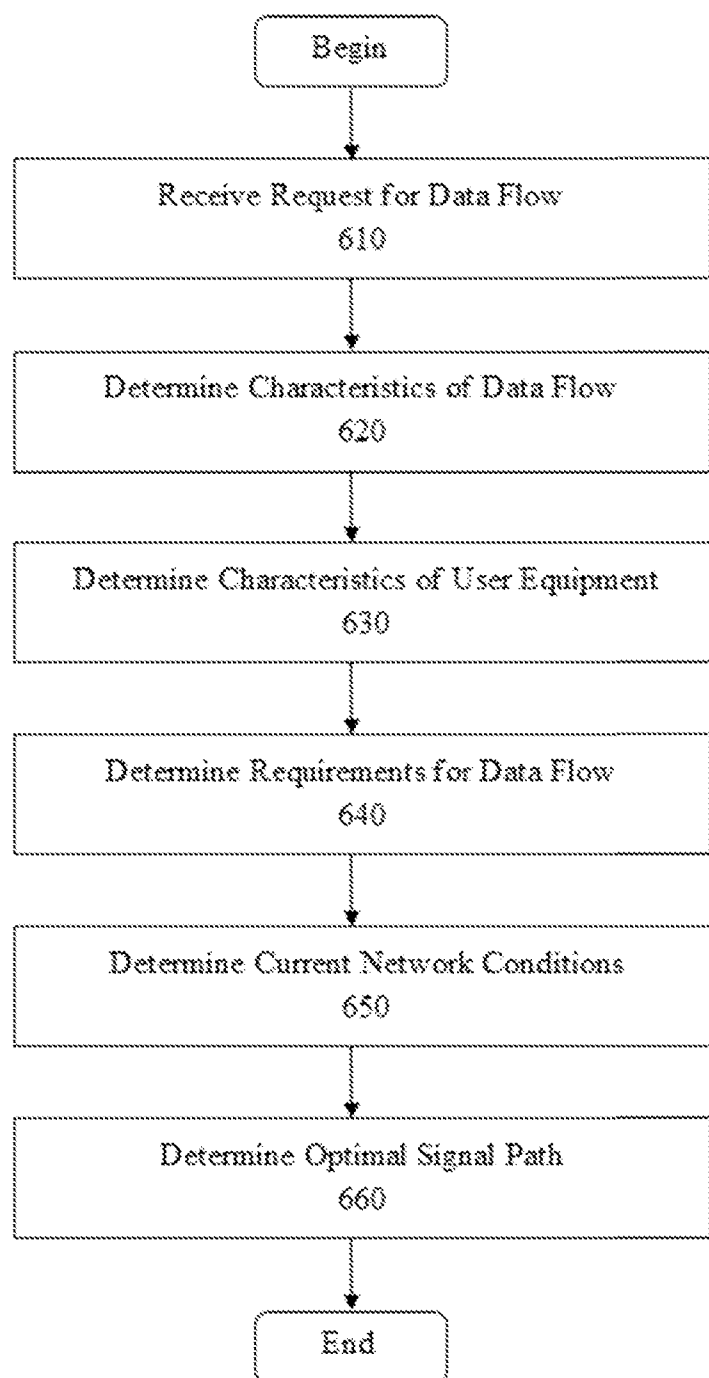 Begin
Receive Request for Data Flow
610
Determine Characteristics of Data Flow
620
Determine Characteristics of User Equipment
630
Determine Requirements for Data Flow
640
Determine Current Network Conditions
650
Determine Optimal Signal Path
660
End